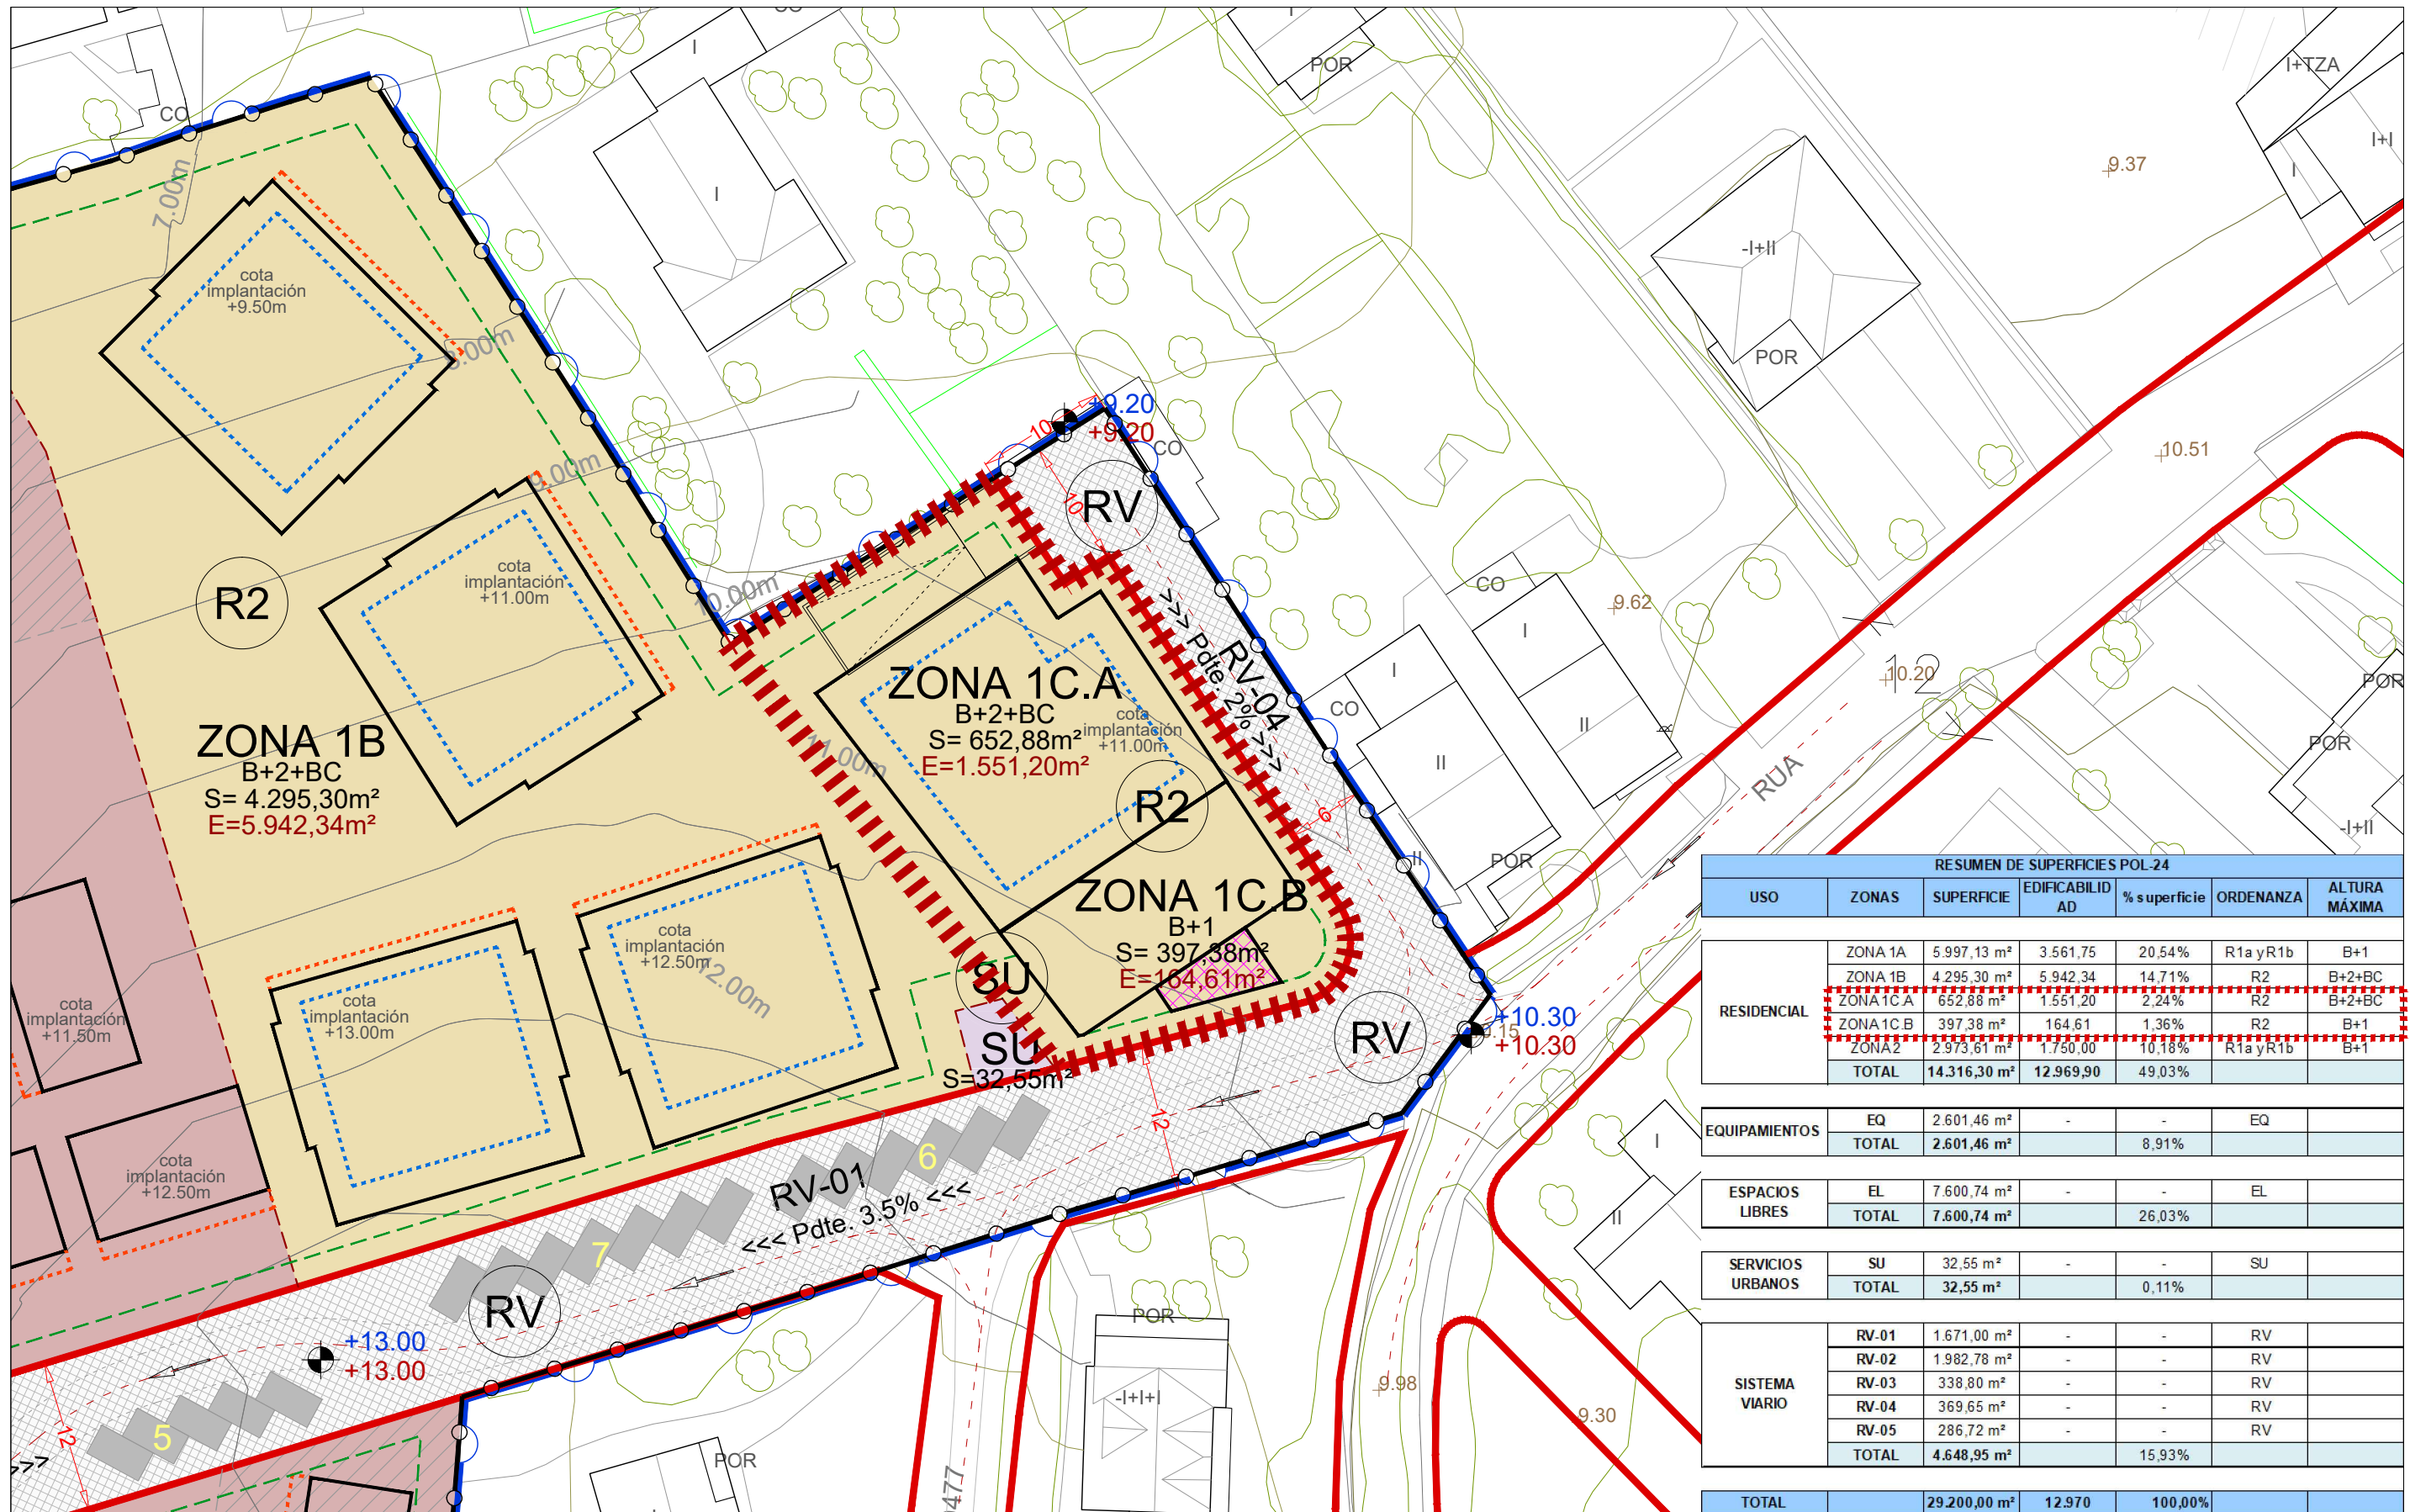 CO
CO
I
I
POR
I+TZA
I+I
I
9.37
-I+II
POR
7.00m
cota
implantación
+9.50m
8.00m
9.00m
+9.20
+9.20
10
10
CO
RV
10.51
R2
cota
implantación
+11.00m
10.00m
>>> Pdte. 2% >>>
RV-04
CO
I
9.62
10.20
12
POR
POR
-I+II
ZONA 1C.A
B+2+BC
S= 652,88m²
E=1.551,20m²
cota
implantación
+11.00m
R2
11.00m
ZONA 1B
B+2+BC
S= 4.295,30m²
E=5.942,34m²
I
CO
II
II
6
II
POR
RUA
ZONA 1C.B
B+1
S= 397,38m²
E=164,61m²
cota
implantación
+12.50m
12.00m
SU
SU
S=32,55m²
cota
implantación
+13.00m
cota
implantación
+11.50m
cota
implantación
+12.50m
RV
+10.30
+10.30
12
6
RV-01
<<< Pdte. 3.5% <<<
7
RV
+13.00
+13.00
5
12
>>>
POR
-I+I+I
POR
9.98
9.30
I
II
RESUMEN DE SUPERFICIES POL-24
USO ZONAS SUPERFICIE EDIFICABILIDAD % superficie ORDENANZA ALTURA MÁXIMA
RESIDENCIAL
ZONA 1A 5.997,13 m² 3.561,75 20,54% R1a y R1b B+1
ZONA 1B 4.295,30 m² 5.942,34 14,71% R2 B+2+BC
ZONA 1C.A 652,88 m² 1.551,20 2,24% R2 B+2+BC
ZONA 1C.B 397,38 m² 164,61 1,36% R2 B+1
ZONA 2 2.973,61 m² 1.750,00 10,18% R1a y R1b B+1
TOTAL 14.316,30 m² 12.969,90 49,03%
EQUIPAMIENTOS
EQ 2.601,46 m² - - EQ
TOTAL 2.601,46 m² 8,91%
ESPACIOS LIBRES
EL 7.600,74 m² - - EL
TOTAL 7.600,74 m² 26,03%
SERVICIOS URBANOS
SU 32,55 m² - - SU
TOTAL 32,55 m² 0,11%
SISTEMA VIARIO
RV-01 1.671,00 m² - - RV
RV-02 1.982,78 m² - - RV
RV-03 338,80 m² - - RV
RV-04 369,65 m² - - RV
RV-05 286,72 m² - - RV
TOTAL 4.648,95 m² 15,93%
TOTAL 29.200,00 m² 12.970 100,00%